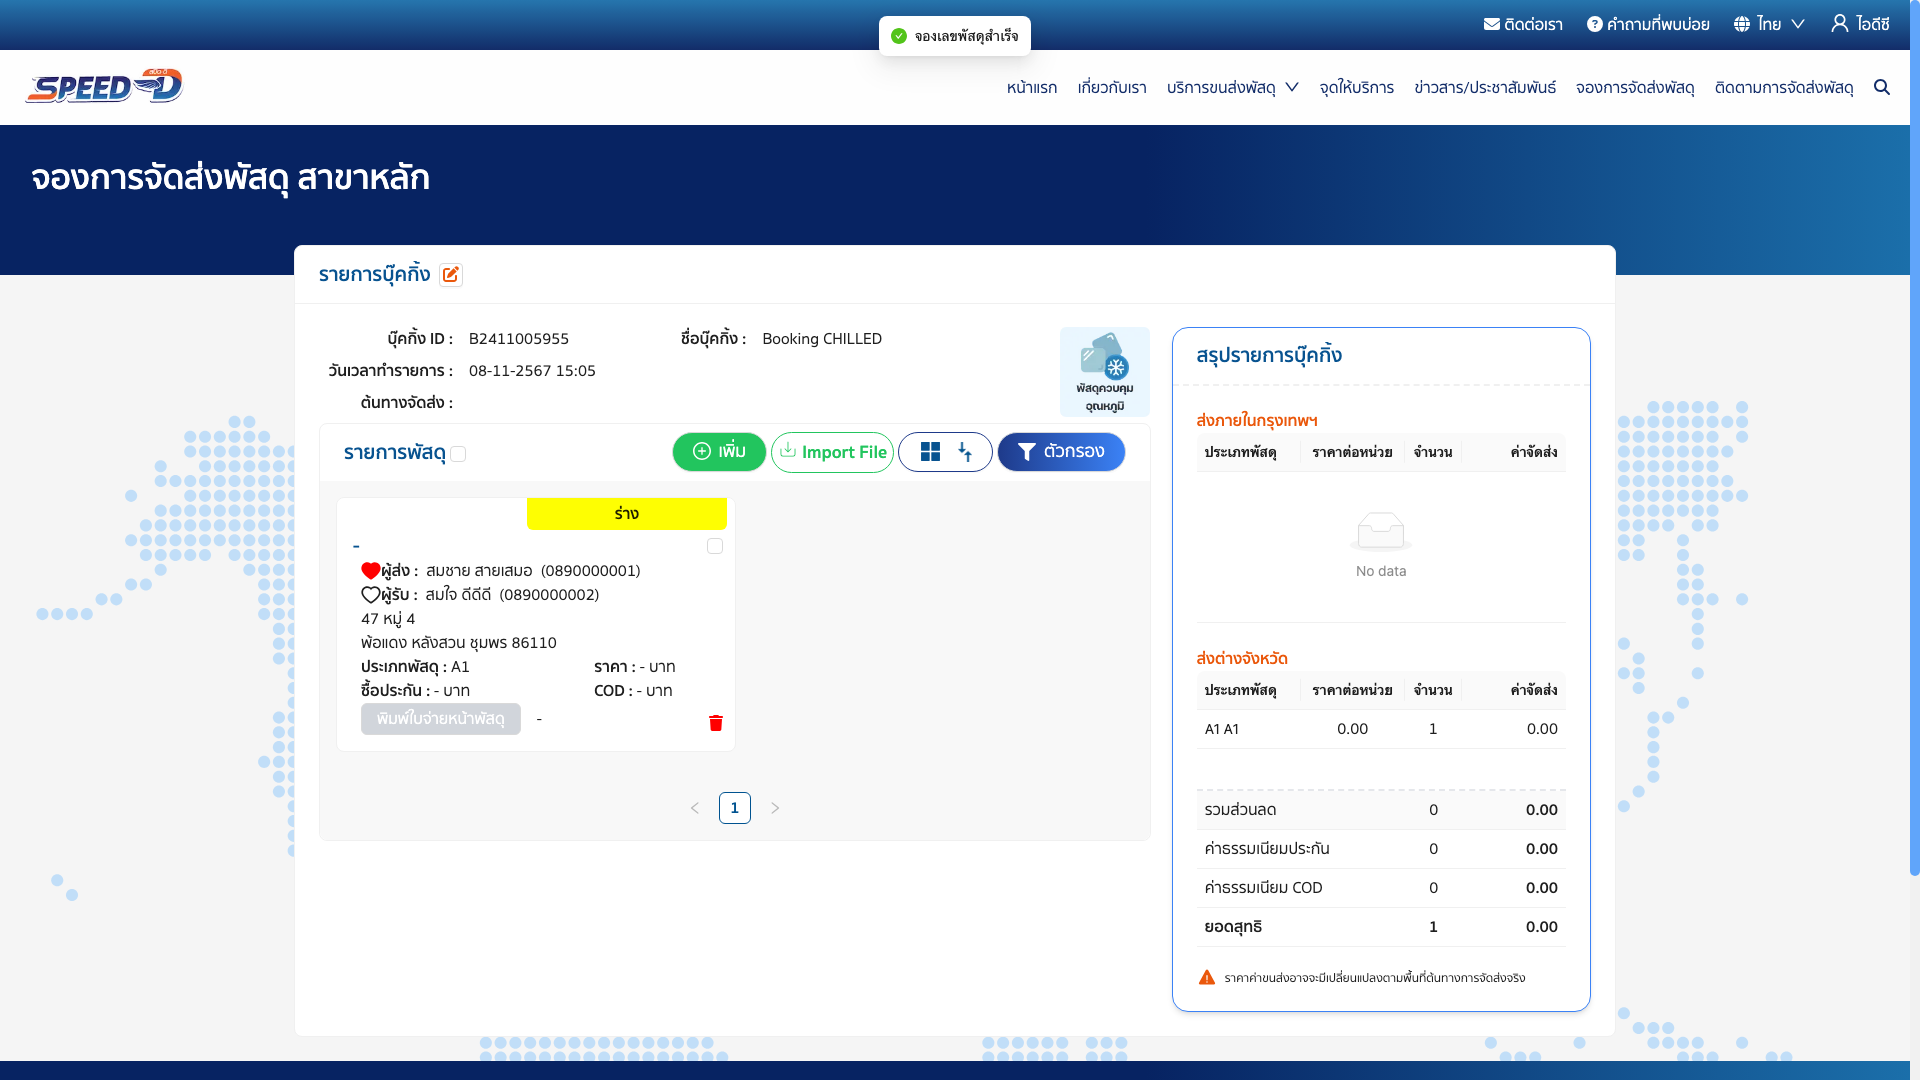 จองเลขพัสดุสำเร็จ
ติดต่อเรา
คำถามที่พบบ่อย
ไทย
ไอดีซี
SPEED D
หน้าแรก
เกี่ยวกับเรา
บริการขนส่งพัสดุ
จุดให้บริการ
ข่าวสาร/ประชาสัมพันธ์
จองการจัดส่งพัสดุ
ติดตามการจัดส่งพัสดุ
จองการจัดส่งพัสดุ สาขาหลัก
รายการบุ๊คกิ้ง
บุ๊คกิ้ง ID : B2411005955
ชื่อบุ๊คกิ้ง : Booking CHILLED
วันเวลาทำรายการ : 08-11-2567 15:05
ต้นทางจัดส่ง :
พัสดุควบคุม
อุณหภูมิ
รายการพัสดุ
เพิ่ม
Import File
ตัวกรอง
ร่าง
-
ผู้ส่ง : สมชาย สายเสมอ (0890000001)
ผู้รับ : สมใจ ดีดีดี (0890000002)
47 หมู่ 4
พ้อแดง หลังสวน ชุมพร 86110
ประเภทพัสดุ : A1
ราคา : - บาท
ซื้อประกัน : - บาท
COD : - บาท
พิมพ์ใบจ่ายหน้าพัสดุ
-
1
สรุปรายการบุ๊คกิ้ง
ส่งภายในกรุงเทพฯ
ประเภทพัสดุ ราคาต่อหน่วย จำนวน ค่าจัดส่ง
No data
ส่งต่างจังหวัด
ประเภทพัสดุ ราคาต่อหน่วย จำนวน ค่าจัดส่ง
A1 A1 0.00 1 0.00
รวมส่วนลด 0 0.00
ค่าธรรมเนียมประกัน 0 0.00
ค่าธรรมเนียม COD 0 0.00
ยอดสุทธิ 1 0.00
ราคาค่าขนส่งอาจจะมีเปลี่ยนแปลงตามพื้นที่ต้นทางการจัดส่งจริง